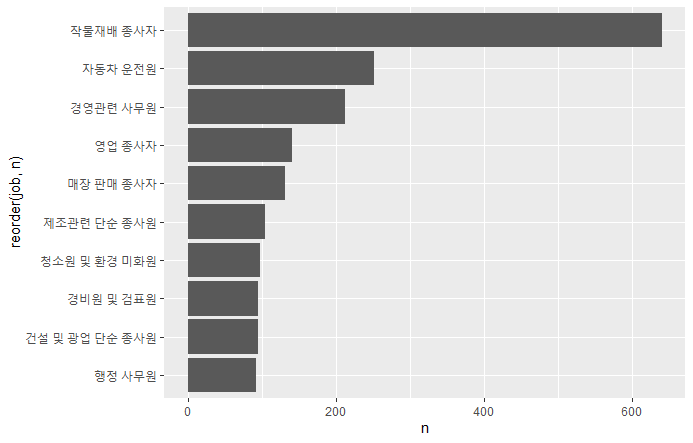 작물재배 종사자
자동차 운전원
경영관련 사무원
영업 종사자
매장 판매 종사자
제조관련 단순 종사원
청소원 및 환경 미화원
경비원 및 검표원
건설 및 광업 단순 종사원
행정 사무원
reorder(job, n)
0 200 400 600
n